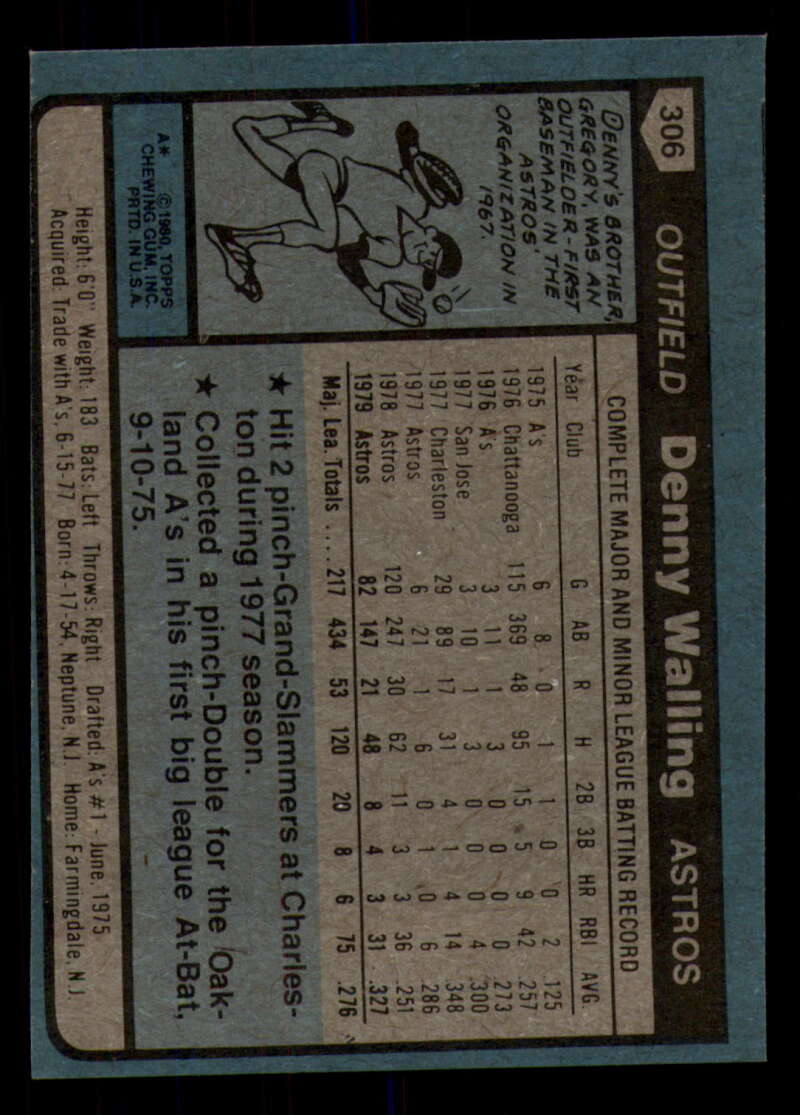 306 OUTFIELD Denny Walling ASTROS
DENNY'S BROTHER,
GREGORY, WAS AN
OUTFIELDER-FIRST
BASEMAN IN THE
ASTROS'
ORGANIZATION IN
1967.
A* ©1980, TOPPS
CHEWING GUM, INC.
PRTD. IN U.S.A.
COMPLETE MAJOR AND MINOR LEAGUE BATTING RECORD
Year Club G AB R H 2B 3B HR RBI AVG.
1975 A's 6 8 0 1 1 0 0 2 .125
1976 Chattanooga 115 369 48 95 15 5 9 42 .257
1976 A's 3 11 1 3 0 0 0 0 .273
1977 San Jose 3 10 1 3 0 0 0 4 .300
1977 Charleston 29 89 17 31 4 1 4 14 .348
1977 Astros 6 21 1 6 0 1 0 6 .286
1978 Astros 120 247 30 62 11 3 3 36 .251
1979 Astros 82 147 21 48 8 4 3 31 .327
Maj. Lea. Totals ..... 217 434 53 120 20 8 6 75 .276
★ Hit 2 pinch-Grand-Slammers at Charles-
ton during 1977 season.
★ Collected a pinch-Double for the Oak-
land A's in his first big league At-Bat,
9-10-75.
Height: 6'0" Weight: 183 Bats: Left Throws: Right Drafted: A's #1 - June, 1975
Acquired: Trade with A's, 6-15-77 Born: 4-17-54, Neptune, N.J. Home: Farmingdale, N.J.